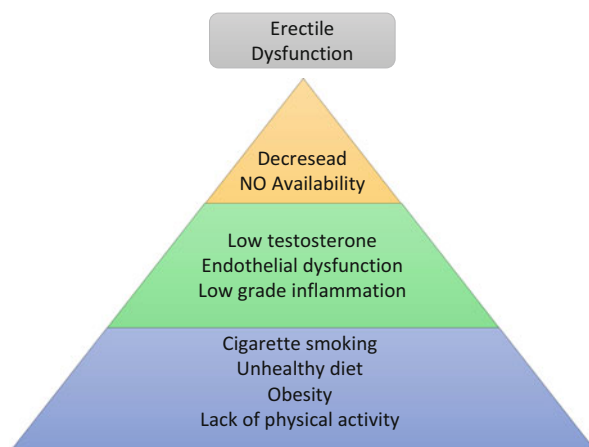 Erectile
Dysfunction
Decresead
NO Availability
Low testosterone
Endothelial dysfunction
Low grade inflammation
Cigarette smoking
Unhealthy diet
Obesity
Lack of physical activity